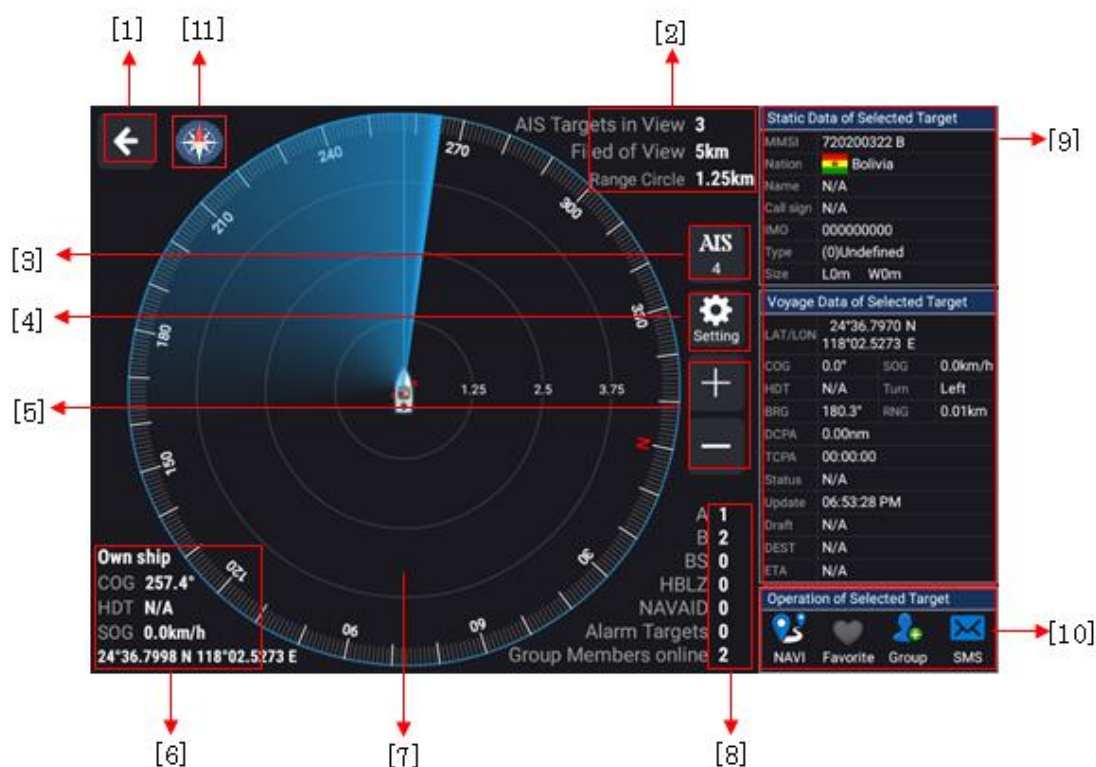 [1]
[11]
[2]
AIS Targets in View 3
Filed of View 5km
Range Circle 1.25km
240
270
300
330
210
180
150
120
90
60
30
N
1.25
2.5
3.75
[3]
AIS
4
[4]
Setting
[5]
+
−
Own ship
COG 257.4°
HDT N/A
SOG 0.0km/h
24°36.7998 N 118°02.5273 E
A 1
B 2
BS 0
HBLZ 0
NAVAID 0
Alarm Targets 0
Group Members online 2
Static Data of Selected Target
MMSI 720200322 B
Nation Bolivia
Name N/A
Call sign N/A
IMO 000000000
Type (0)Undefined
Size L0m W0m
[9]
Voyage Data of Selected Target
LAT/LON 24°36.7970 N
118°02.5273 E
COG 0.0° SOG 0.0km/h
HDT N/A Turn Left
BRG 180.3° RNG 0.01km
DCPA 0.00nm
TCPA 00:00:00
Status N/A
Update 06:53:28 PM
Draft N/A
DEST N/A
ETA N/A
Operation of Selected Target
NAVI Favorite Group SMS
[10]
[6]
[7]
[8]